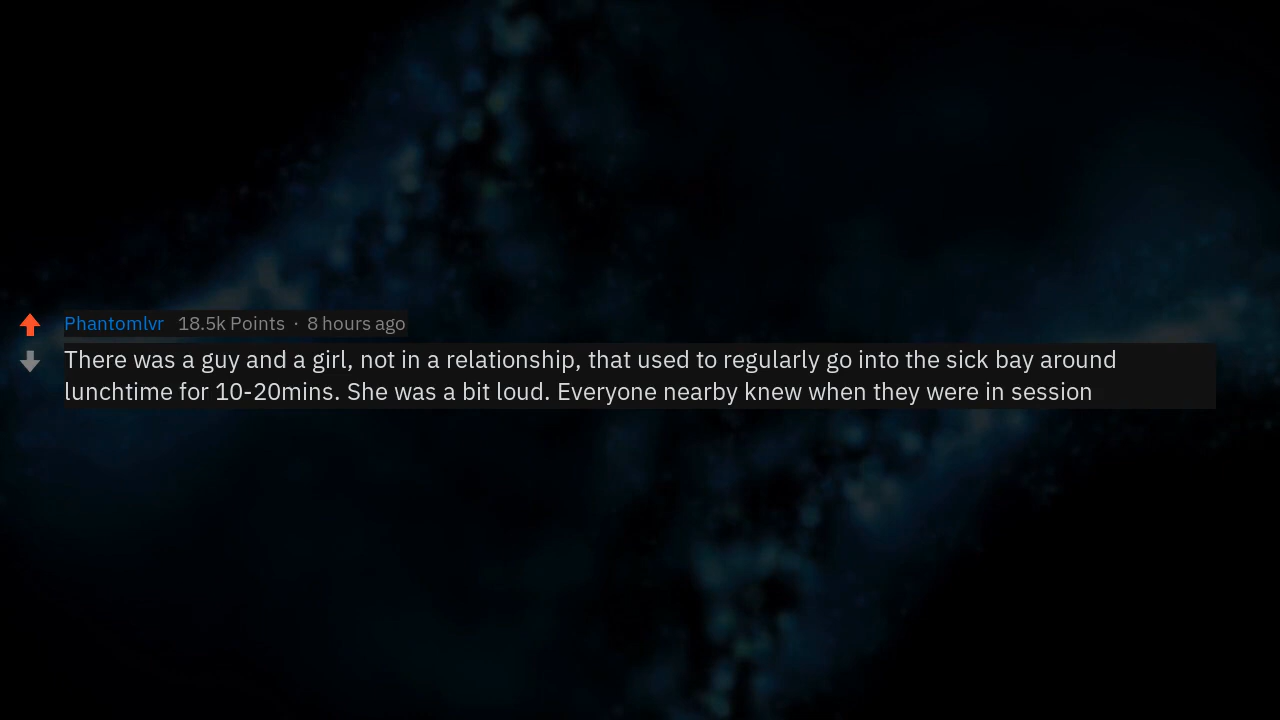 Phantomlvr 18.5k Points · 8 hours ago
There was a guy and a girl, not in a relationship, that used to regularly go into the sick bay around
lunchtime for 10-20mins. She was a bit loud. Everyone nearby knew when they were in session